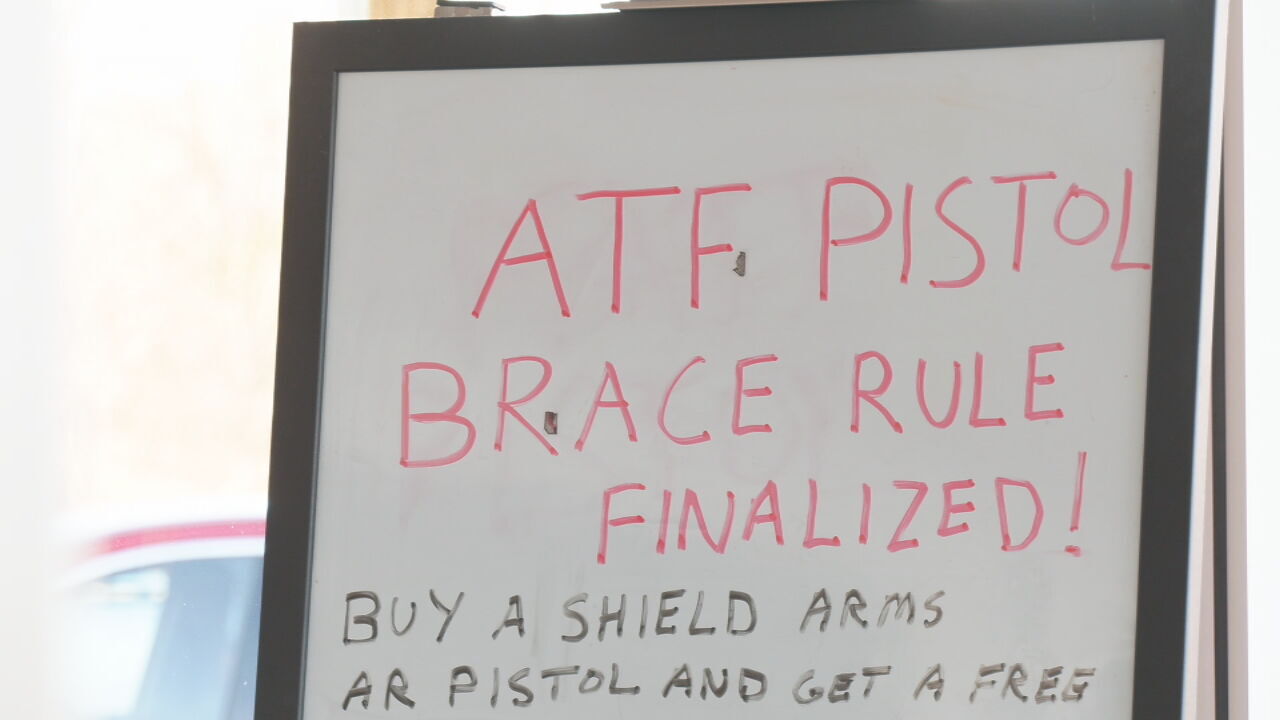 ATF PISTOL
BRACE RULE
FINALIZED!
BUY A SHIELD ARMS
AR PISTOL AND GET A FREE